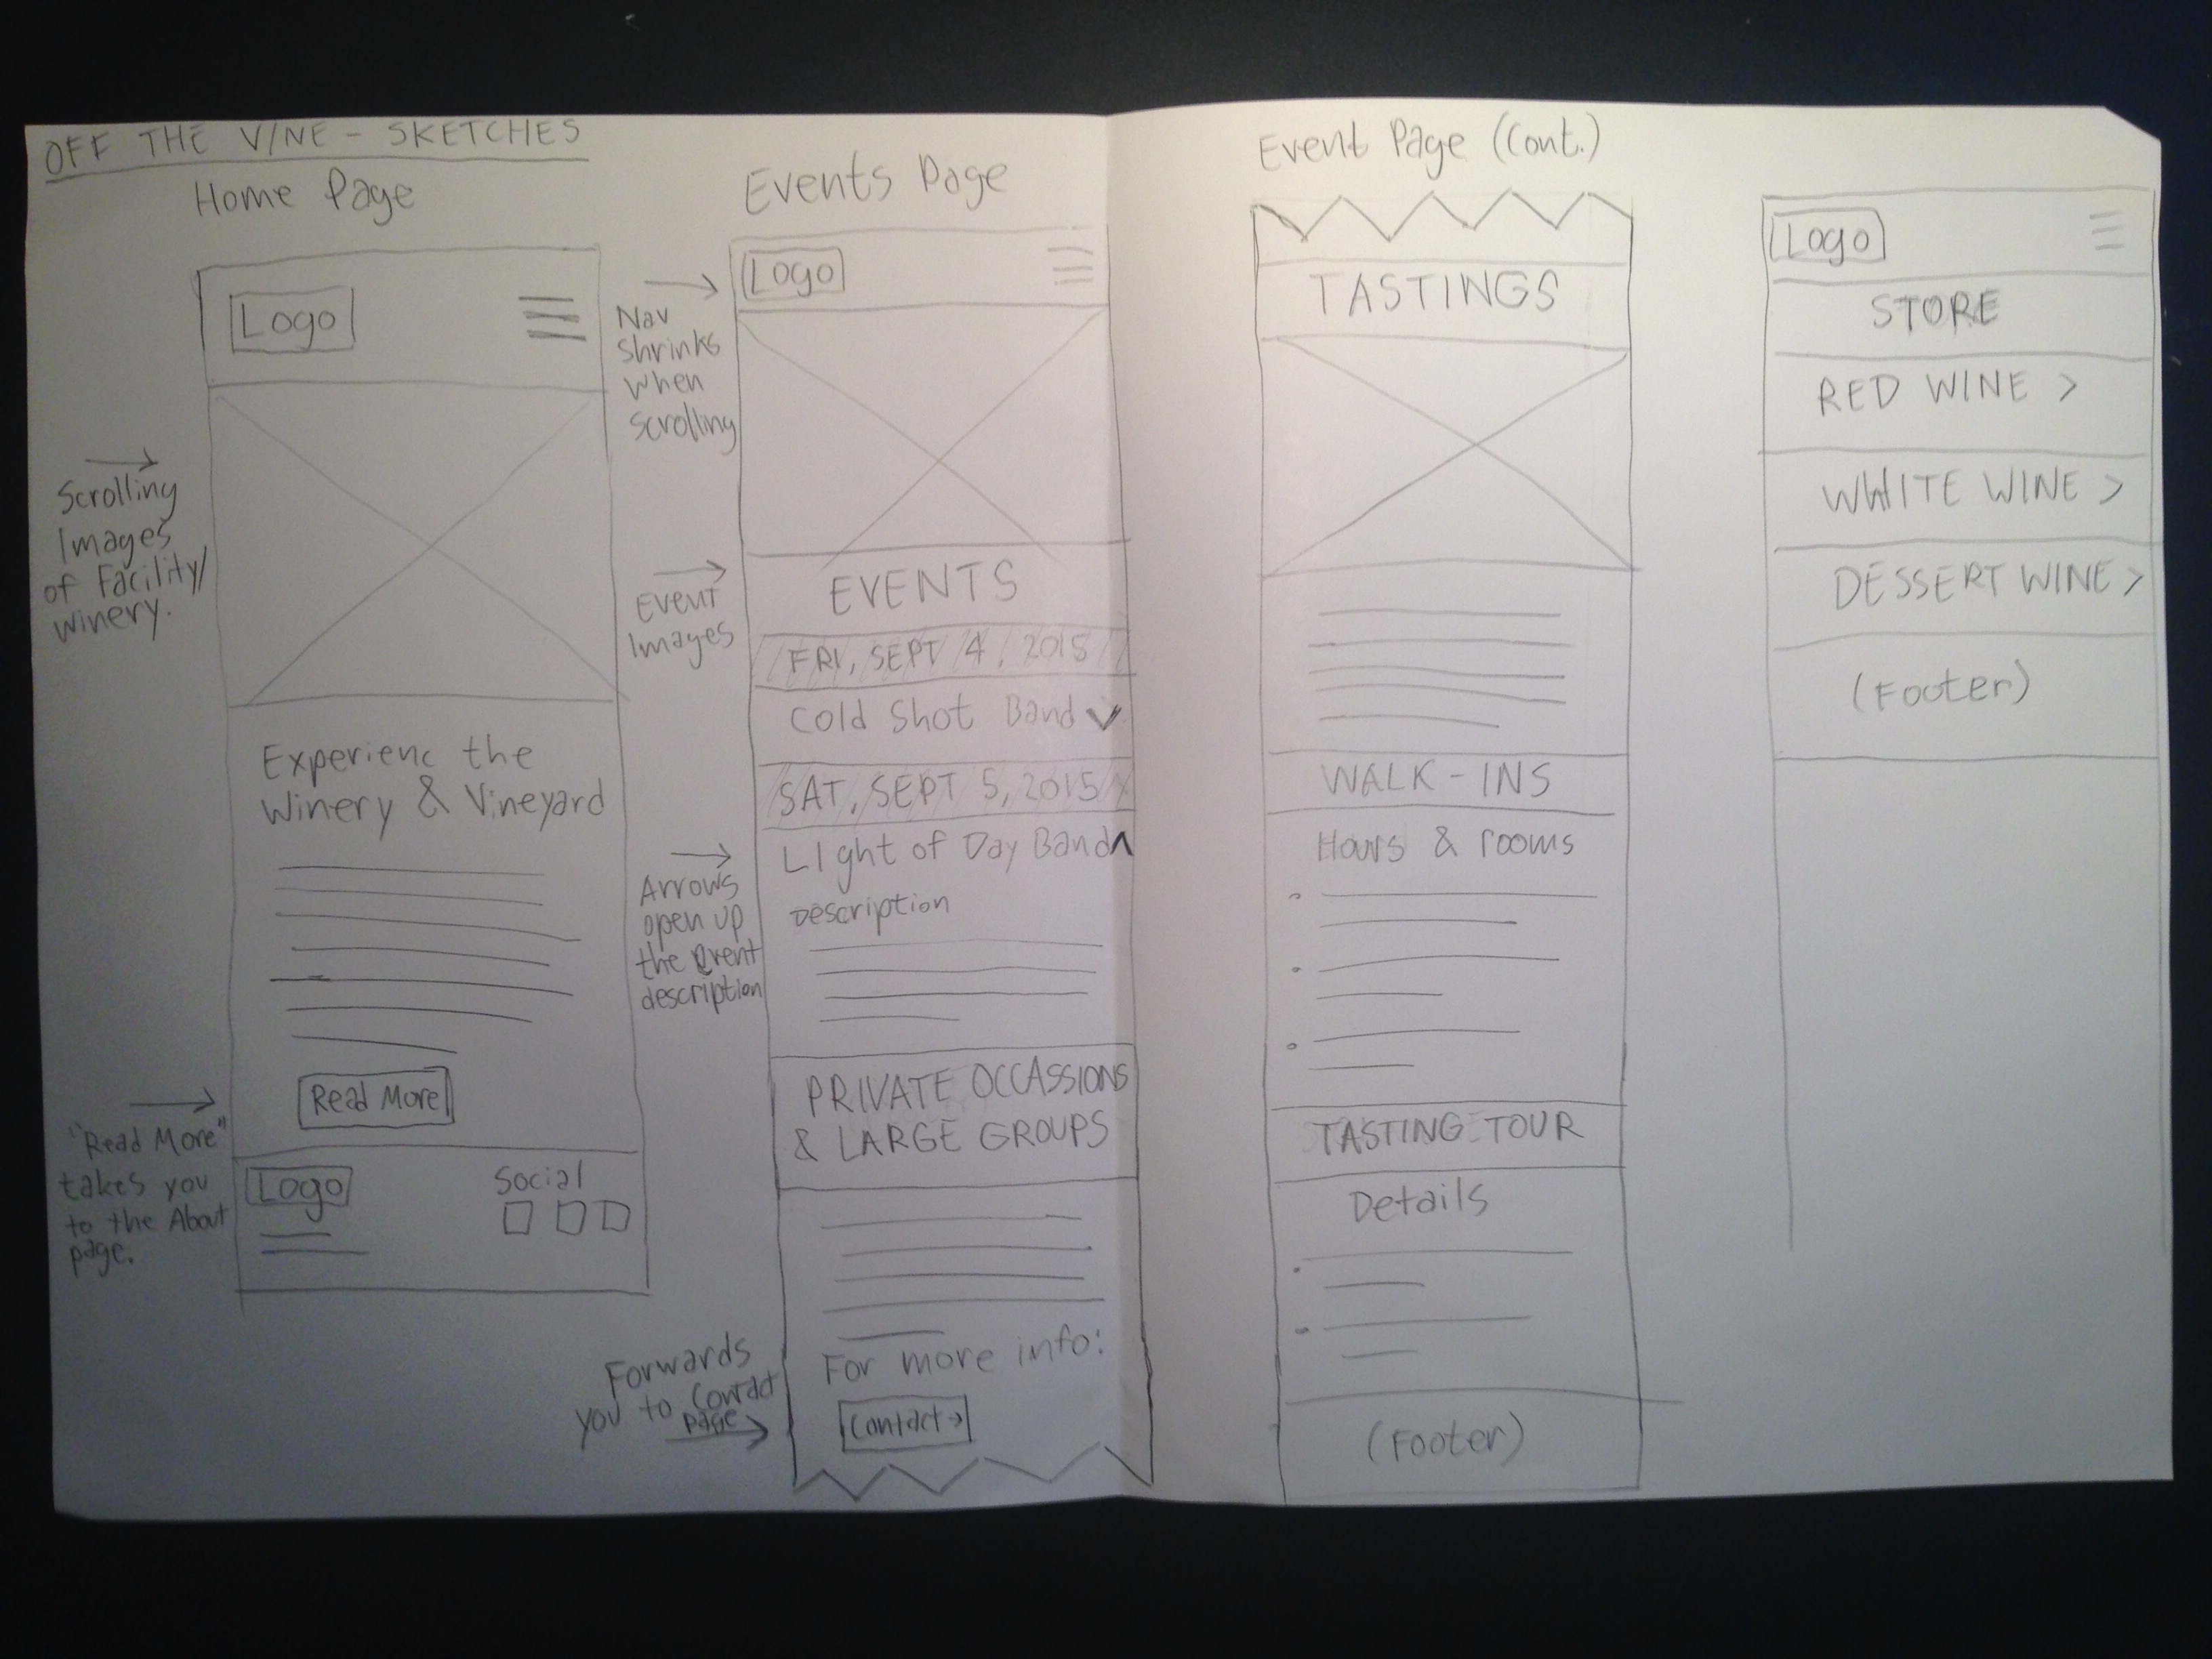 OFF THE VINE - SKETCHES
Home Page
Logo
Scrolling
Images
of Facility/
winery.
Experienc the
Winery & Vineyard
Read More
"Read More"
takes you
to the About
page.
Logo
Social
Events Page
Nav
Shrinks
when
scrolling
Logo
Event
Images
EVENTS
FRI, SEPT 4, 2015
Cold Shot Band
SAT, SEPT 5, 2015
LIght of Day Band
Arrows
open up
the event
description
Description
PRIVATE OCCASSIONS
& LARGE GROUPS
For more info:
Contact >
Forwards
you to Contact
page
Event Page (Cont.)
TASTINGS
WALK-INS
Hours & rooms
TASTING TOUR
Details
(Footer)
Logo
STORE
RED WINE >
WHITE WINE >
DESSERT WINE >
(Footer)